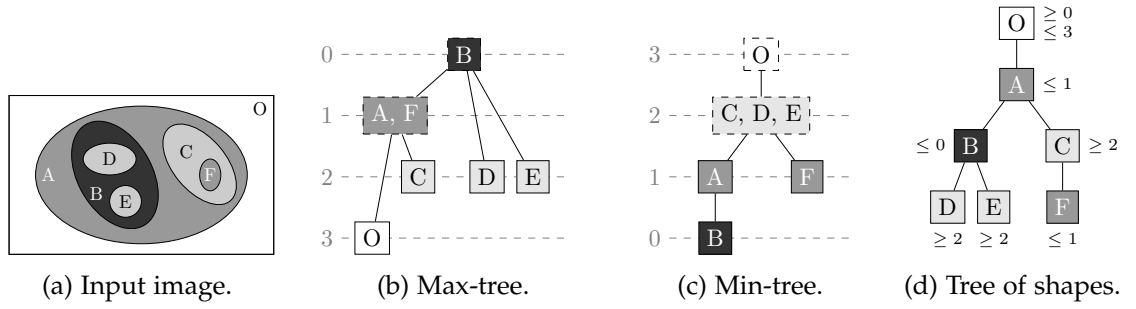 O
A
B
C
D
E
F
(a) Input image.
0
B
1
A, F
2
C
D
E
3
O
(b) Max-tree.
3
O
2
C, D, E
1
A
F
0
B
(c) Min-tree.
O
≥ 0
≤ 3
A
≤ 1
≤ 0
B
C
≥ 2
D
E
F
≥ 2
≥ 2
≤ 1
(d) Tree of shapes.